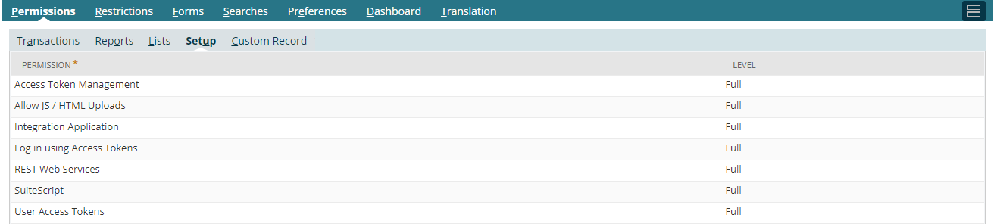 Permissions Restrictions Forms Searches Preferences Dashboard Translation
Transactions Reports Lists Setup Custom Record
PERMISSION * LEVEL
Access Token Management Full
Allow JS / HTML Uploads Full
Integration Application Full
Log in using Access Tokens Full
REST Web Services Full
SuiteScript Full
User Access Tokens Full